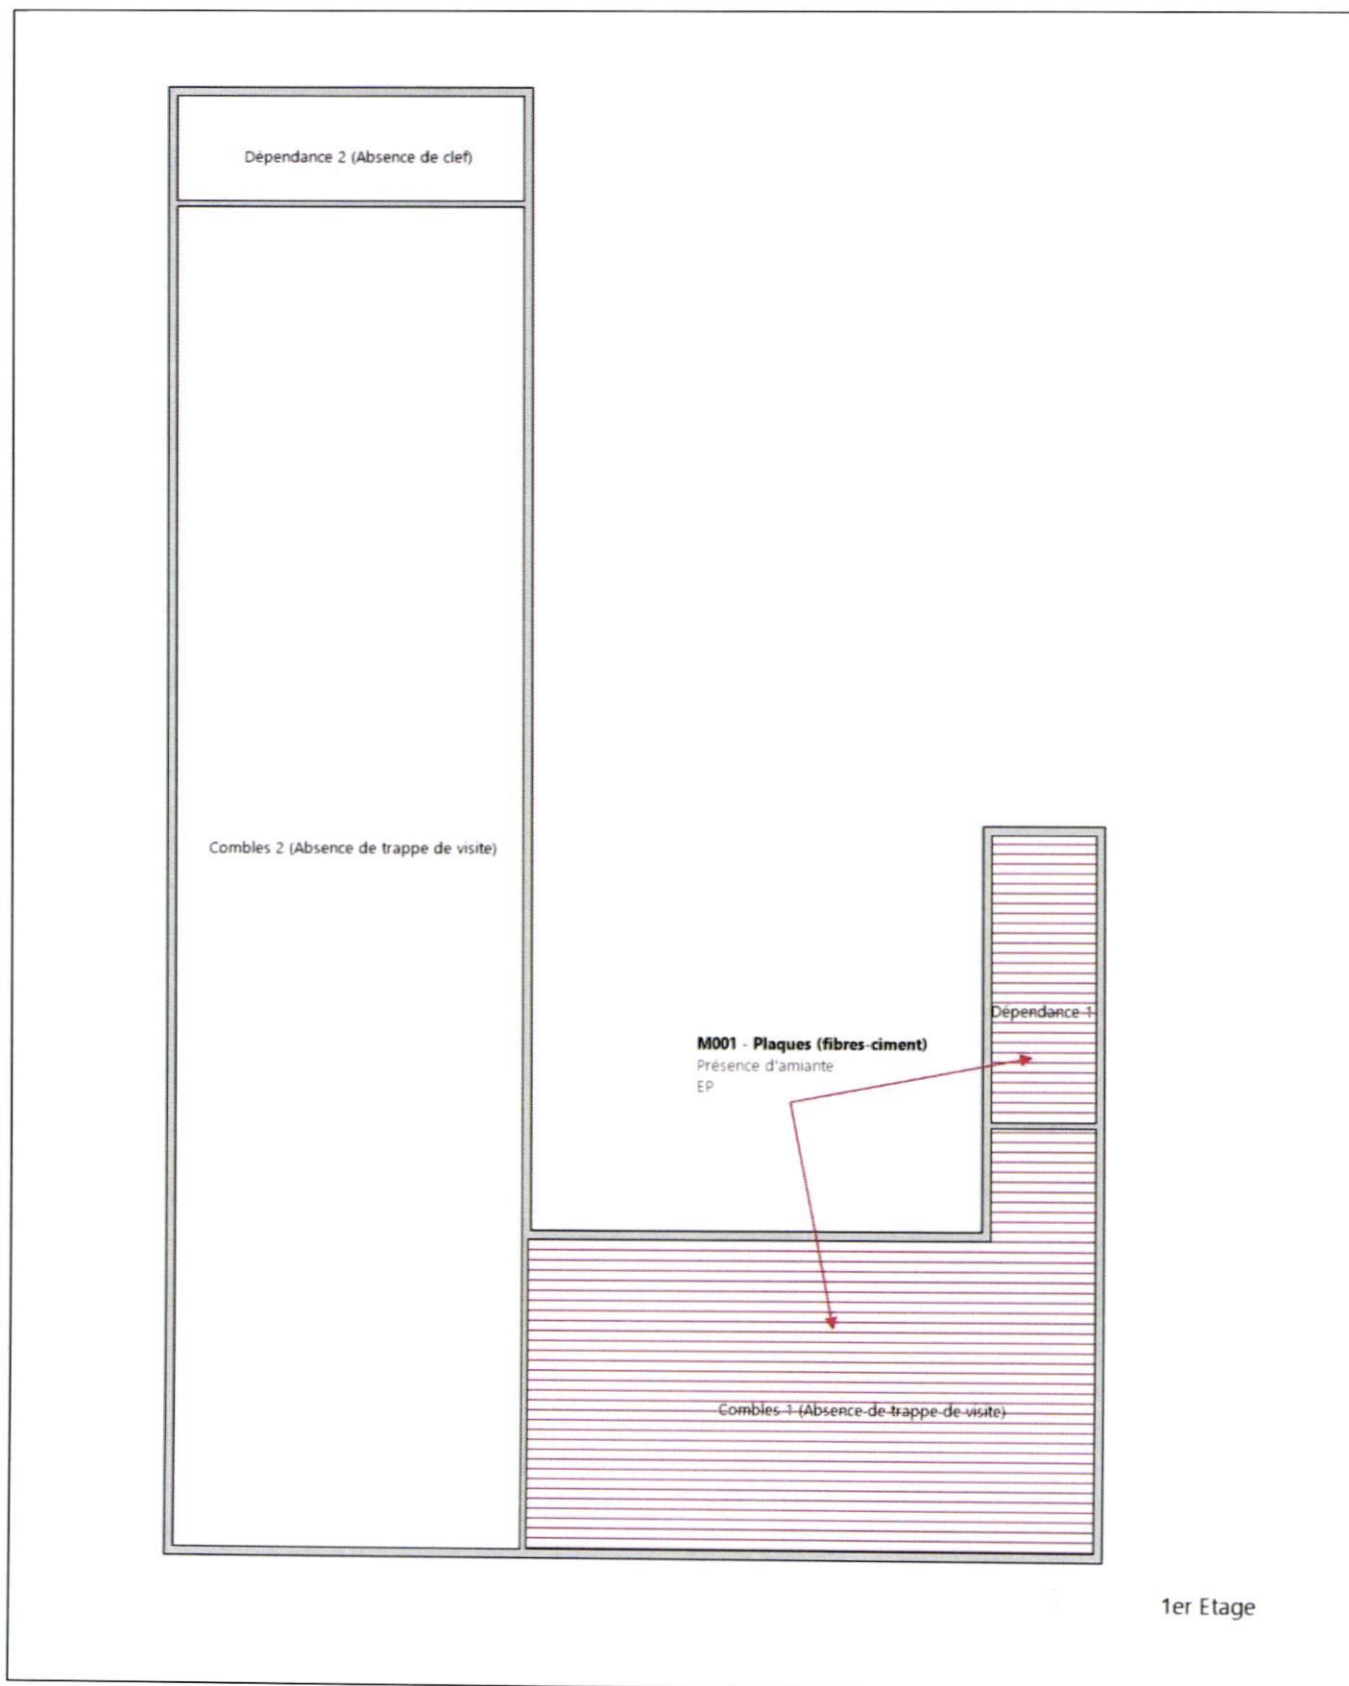 Dépendance 2 (Absence de clef)
Combles 2 (Absence de trappe de visite)
Dépendance 1
M001 - Plaques (fibres-ciment)
Présence d'amiante
EP
Combles 1 (Absence de trappe de visite)
1er Etage